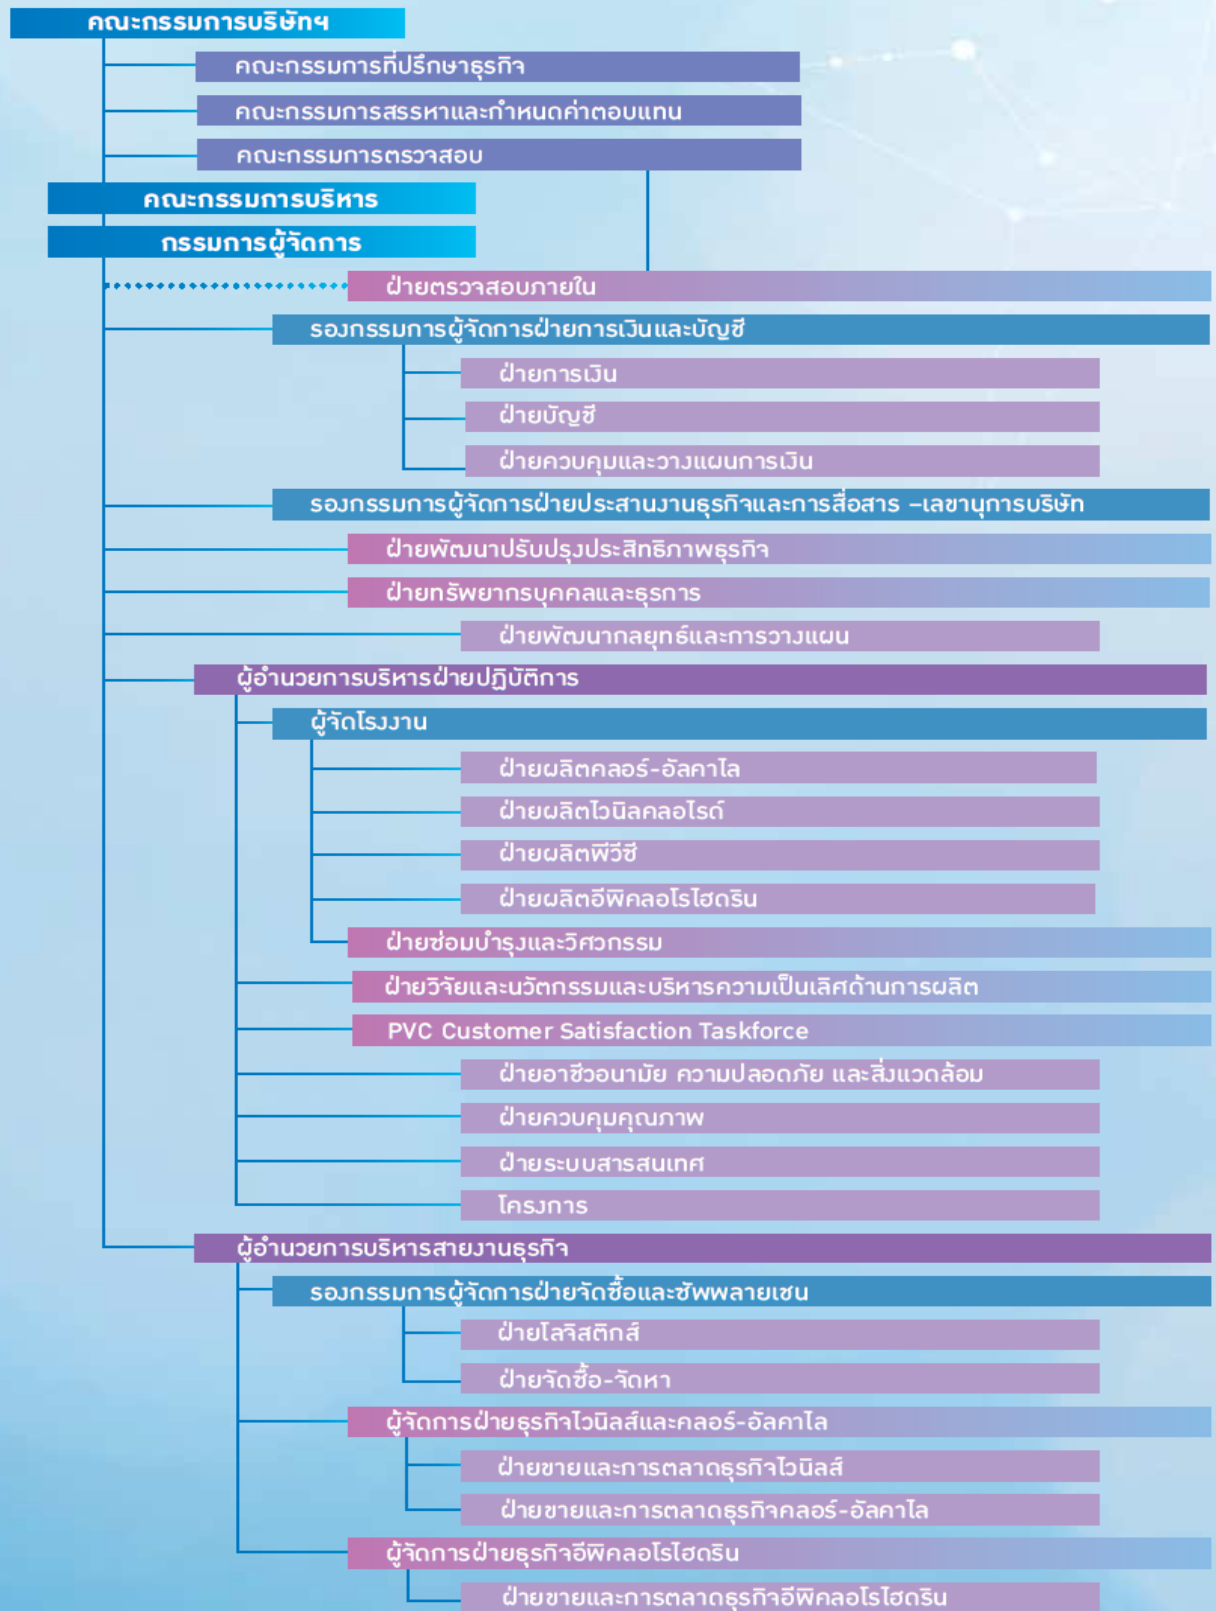 คณะกรรมการบริษัทฯ
คณะกรรมการที่ปรึกษาธุรกิจ
คณะกรรมการสรรหาและกำหนดค่าตอบแทน
คณะกรรมการตรวจสอบ
คณะกรรมการบริหาร
กรรมการผู้จัดการ
ฝ่ายตรวจสอบภายใน
รองกรรมการผู้จัดการฝ่ายการเงินและบัญชี
ฝ่ายการเงิน
ฝ่ายบัญชี
ฝ่ายควบคุมและวางแผนการเงิน
รองกรรมการผู้จัดการฝ่ายประสานงานธุรกิจและการสื่อสาร –เลขานุการบริษัท
ฝ่ายพัฒนาปรับปรุงประสิทธิภาพธุรกิจ
ฝ่ายทรัพยากรบุคคลและธุรการ
ฝ่ายพัฒนากลยุทธ์และการวางแผน
ผู้อำนวยการบริหารฝ่ายปฏิบัติการ
ผู้จัดโรงงาน
ฝ่ายผลิตคลอร์-อัลคาไล
ฝ่ายผลิตไวนิลคลอไรด์
ฝ่ายผลิตพีวีซี
ฝ่ายผลิตอีพิคลอโรไฮดริน
ฝ่ายซ่อมบำรุงและวิศวกรรม
ฝ่ายวิจัยและนวัตกรรมและบริหารความเป็นเลิศด้านการผลิต
PVC Customer Satisfaction Taskforce
ฝ่ายอาชีวอนามัย ความปลอดภัย และสิ่งแวดล้อม
ฝ่ายควบคุมคุณภาพ
ฝ่ายระบบสารสนเทศ
โครงการ
ผู้อำนวยการบริหารสายงานธุรกิจ
รองกรรมการผู้จัดการฝ่ายจัดซื้อและซัพพลายเชน
ฝ่ายโลจิสติกส์
ฝ่ายจัดซื้อ-จัดหา
ผู้จัดการฝ่ายธุรกิจไวนิลส์และคลอร์-อัลคาไล
ฝ่ายขายและการตลาดธุรกิจไวนิลส์
ฝ่ายขายและการตลาดธุรกิจคลอร์-อัลคาไล
ผู้จัดการฝ่ายธุรกิจอีพิคลอโรไฮดริน
ฝ่ายขายและการตลาดธุรกิจอีพิคลอโรไฮดริน